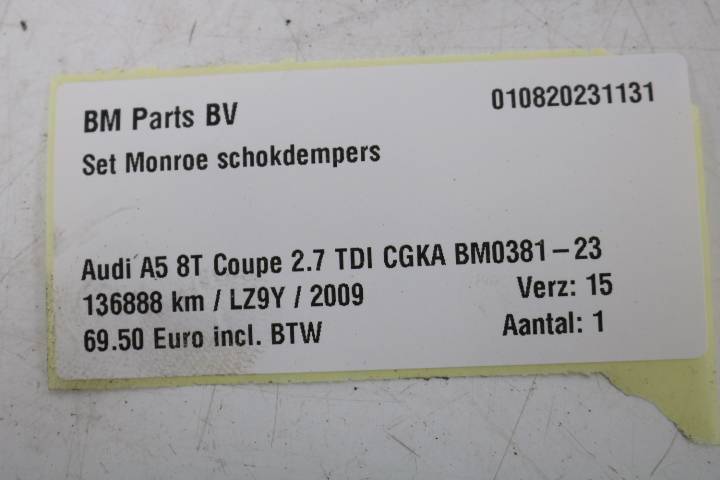 BM Parts BV 010820231131
Set Monroe schokdempers
Audi A5 8T Coupe 2.7 TDI CGKA BM0381-23
136888 km / LZ9Y / 2009 Verz: 15
69.50 Euro incl. BTW Aantal: 1